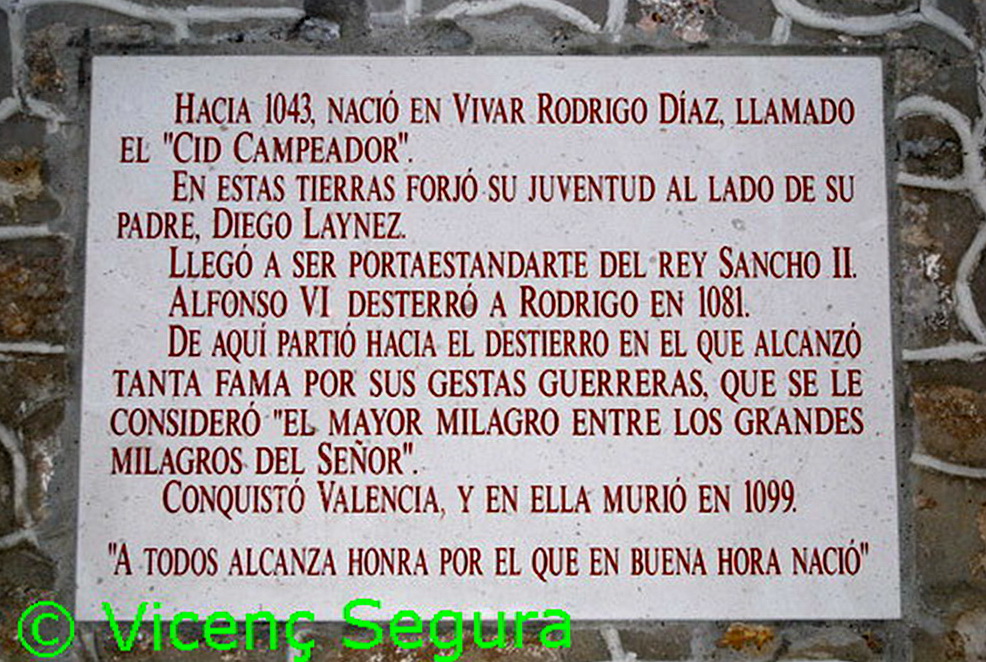 HACIA 1043, NACIÓ EN VIVAR RODRIGO DÍAZ, LLAMADO
EL "CID CAMPEADOR".
EN ESTAS TIERRAS FORJÓ SU JUVENTUD AL LADO DE SU
PADRE, DIEGO LAYNEZ.
LLEGÓ A SER PORTAESTANDARTE DEL REY SANCHO II.
ALFONSO VI DESTERRÓ A RODRIGO EN 1081.
DE AQUÍ PARTIÓ HACIA EL DESTIERRO EN EL QUE ALCANZÓ
TANTA FAMA POR SUS GESTAS GUERRERAS, QUE SE LE
CONSIDERÓ "EL MAYOR MILAGRO ENTRE LOS GRANDES
MILAGROS DEL SEÑOR".
CONQUISTÓ VALENCIA, Y EN ELLA MURIÓ EN 1099.
"A TODOS ALCANZA HONRA POR EL QUE EN BUENA HORA NACIÓ"
© Vicenç Segura